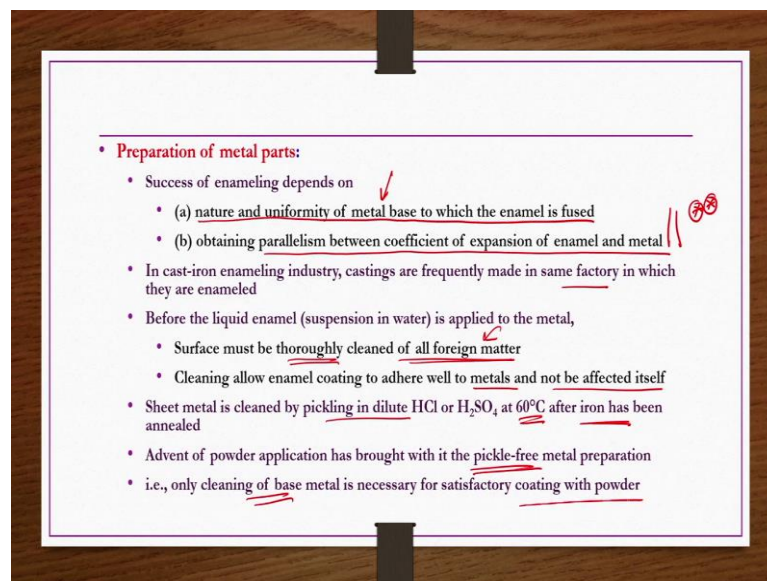 • Preparation of metal parts:
• Success of enameling depends on
• (a) nature and uniformity of metal base to which the enamel is fused
• (b) obtaining parallelism between coefficient of expansion of enamel and metal
• In cast-iron enameling industry, castings are frequently made in same factory in which
they are enameled
• Before the liquid enamel (suspension in water) is applied to the metal,
• Surface must be thoroughly cleaned of all foreign matter
• Cleaning allow enamel coating to adhere well to metals and not be affected itself
• Sheet metal is cleaned by pickling in dilute HCl or H₂SO₄ at 60°C after iron has been
annealed
• Advent of powder application has brought with it the pickle-free metal preparation
• i.e., only cleaning of base metal is necessary for satisfactory coating with powder